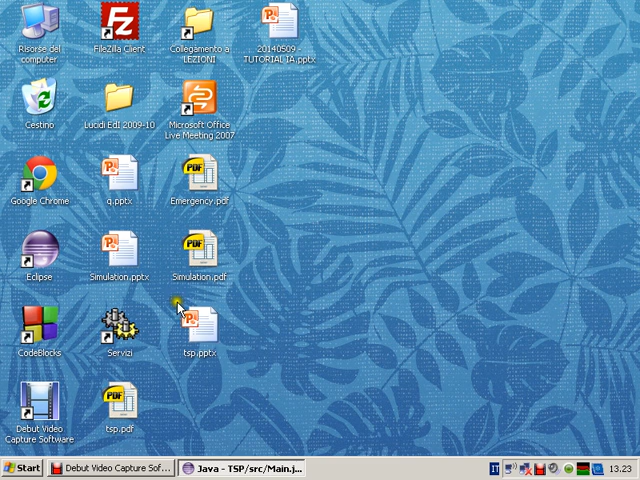 Risorse del
computer
FileZilla Client
Collegamento a
LEZIONI
20140509 -
TUTORIAL IA.pptx
Cestino
Lucidi EdI 2009-10
Microsoft Office
Live Meeting 2007
Google Chrome
q.pptx
Emergency.pdf
Eclipse
Simulation.pptx
Simulation.pdf
CodeBlocks
Servizi
tsp.pptx
Debut Video
Capture Software
tsp.pdf
Start
Debut Video Capture Sof...
Java - TSP/src/Main.j...
IT
13.23